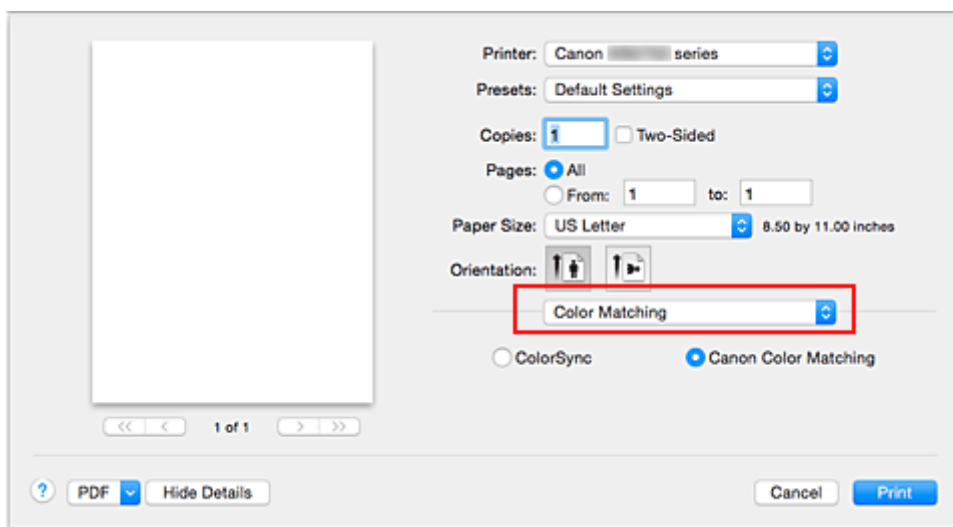 Printer: Canon series
Presets: Default Settings
Copies: 1 Two-Sided
Pages: All
From: 1 to: 1
Paper Size: US Letter 8.50 by 11.00 inches
Orientation:
Color Matching
ColorSync Canon Color Matching
<< < 1 of 1 > >>
? PDF Hide Details Cancel Print